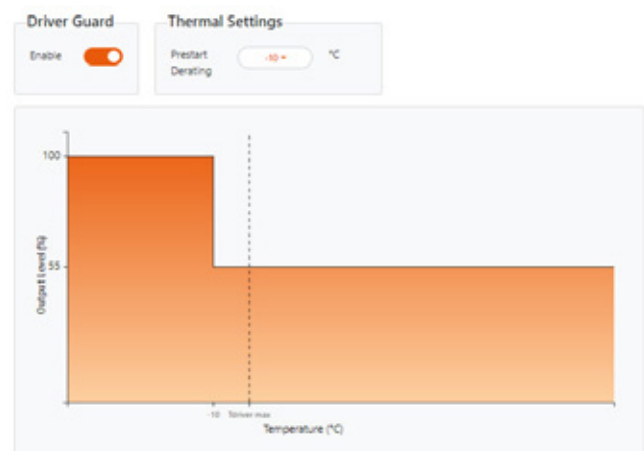 Driver Guard
Thermal Settings
Enable
Prestart
Derating
-10
°C
100
55
Output Level (%)
-10
Tdriver max
Temperature (°C)